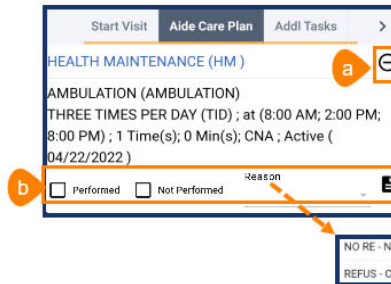 Start Visit Aide Care Plan Addl Tasks >
HEALTH MAINTENANCE (HM )
a
AMBULATION (AMBULATION)
THREE TIMES PER DAY (TID) ; at (8:00 AM; 2:00 PM;
8:00 PM) ; 1 Time(s); 0 Min(s); CNA ; Active (
04/22/2022 )
b
Performed Not Performed Reason
NO RE - N
REFUS - C